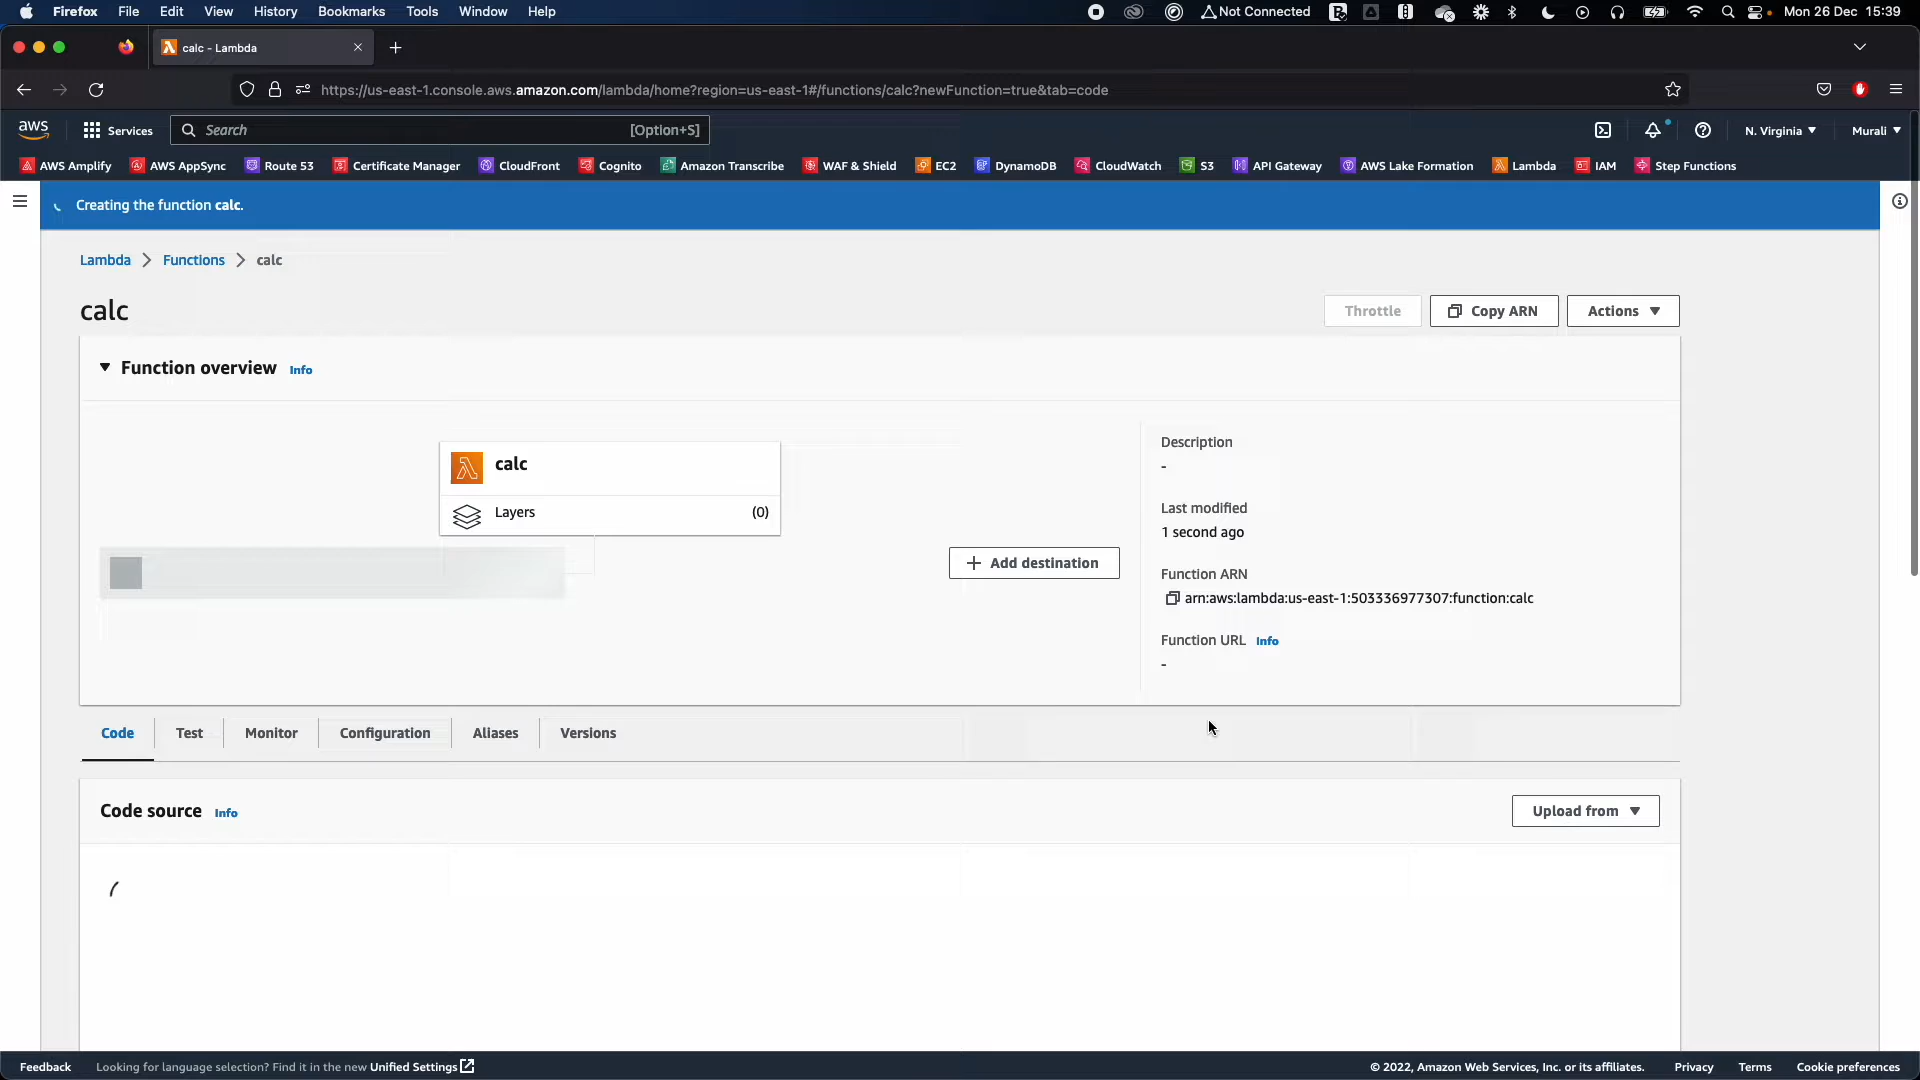 Firefox File Edit View History Bookmarks Tools Window Help Not Connected Mon 26 Dec 15:39
calc - Lambda
https://us-east-1.console.aws.amazon.com/lambda/home?region=us-east-1#/functions/calc?newFunction=true&tab=code
aws Services Search [Option+S] N. Virginia Murali
AWS Amplify AWS AppSync Route 53 Certificate Manager CloudFront Cognito Amazon Transcribe WAF & Shield EC2 DynamoDB CloudWatch S3 API Gateway AWS Lake Formation Lambda IAM Step Functions
Creating the function calc.
Lambda > Functions > calc
calc
Throttle Copy ARN Actions
Function overview Info
calc
Layers (0)
+ Add destination
Description
-
Last modified
1 second ago
Function ARN
arn:aws:lambda:us-east-1:503336977307:function:calc
Function URL Info
-
Code Test Monitor Configuration Aliases Versions
Code source Info
Upload from
Feedback Looking for language selection? Find it in the new Unified Settings © 2022, Amazon Web Services, Inc. or its affiliates. Privacy Terms Cookie preferences